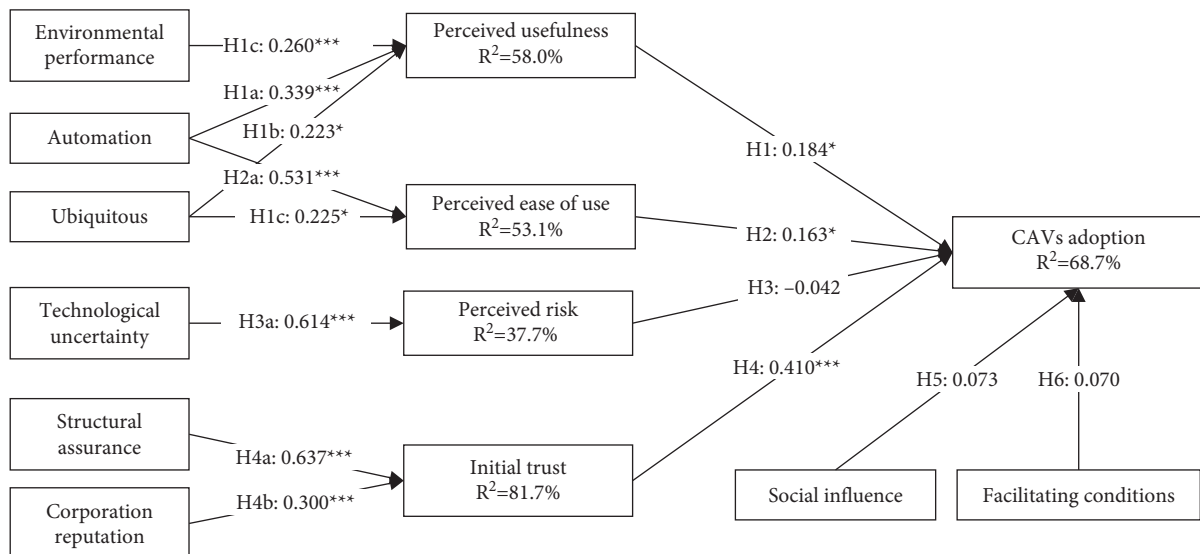 Environmental
performance
Automation
Ubiquitous
Technological
uncertainty
Structural
assurance
Corporation
reputation
H1c: 0.260***
H1a: 0.339***
H1b: 0.223*
H2a: 0.531***
H1c: 0.225*
H3a: 0.614***
H4a: 0.637***
H4b: 0.300***
Perceived usefulness
R²=58.0%
Perceived ease of use
R²=53.1%
Perceived risk
R²=37.7%
Initial trust
R²=81.7%
H1: 0.184*
H2: 0.163*
H3: –0.042
H4: 0.410***
CAVs adoption
R²=68.7%
H5: 0.073
H6: 0.070
Social influence
Facilitating conditions